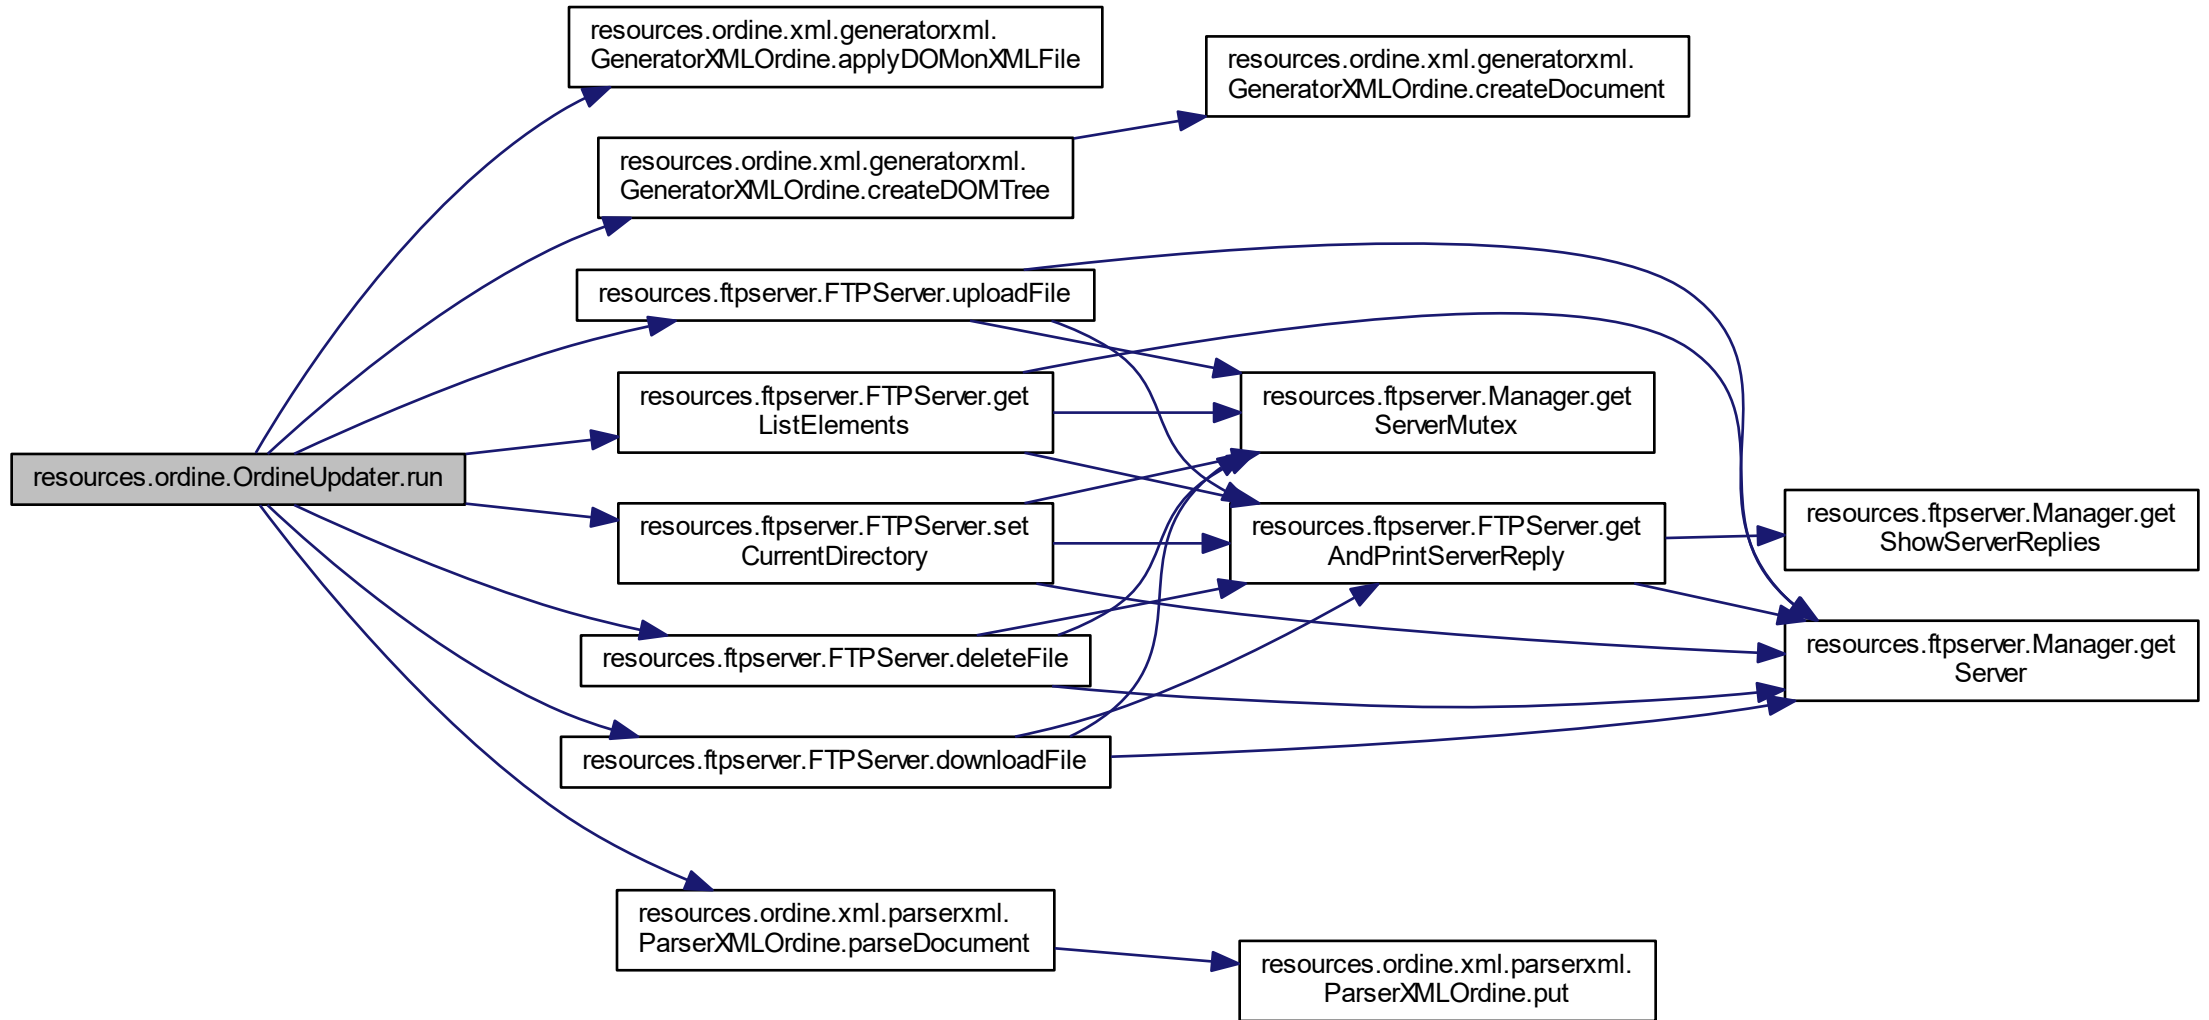 resources.ordine.xml.generatorxml.
GeneratorXMLOrdine.applyDOMonXMLFile
resources.ordine.xml.generatorxml.
GeneratorXMLOrdine.createDocument
resources.ordine.xml.generatorxml.
GeneratorXMLOrdine.createDOMTree
resources.ftpserver.FTPServer.uploadFile
resources.ftpserver.FTPServer.get
ListElements
resources.ftpserver.Manager.get
ServerMutex
resources.ordine.OrdineUpdater.run
resources.ftpserver.FTPServer.set
CurrentDirectory
resources.ftpserver.FTPServer.get
AndPrintServerReply
resources.ftpserver.Manager.get
ShowServerReplies
resources.ftpserver.FTPServer.deleteFile
resources.ftpserver.Manager.get
Server
resources.ftpserver.FTPServer.downloadFile
resources.ordine.xml.parserxml.
ParserXMLOrdine.parseDocument
resources.ordine.xml.parserxml.
ParserXMLOrdine.put